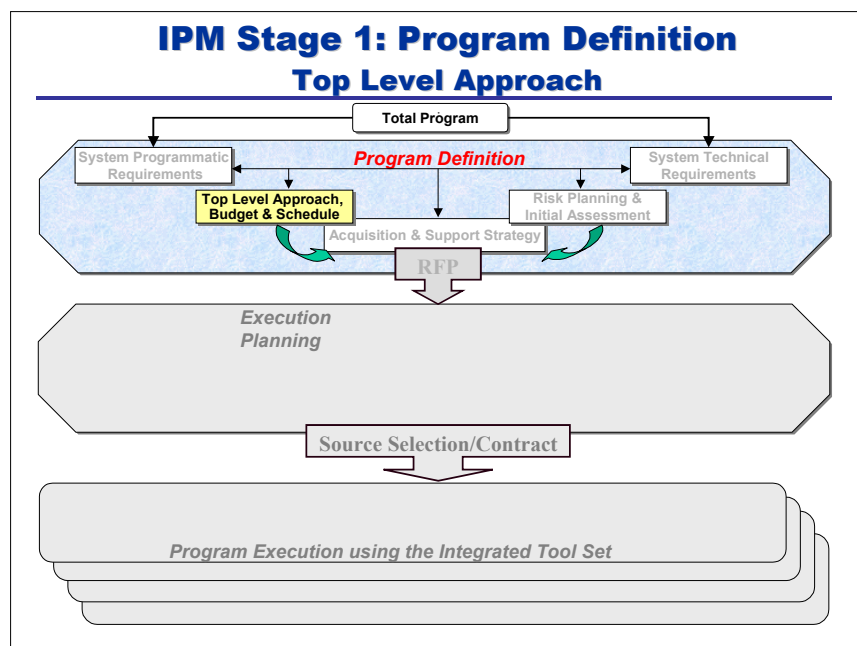 IPM Stage 1: Program Definition
Top Level Approach
Total Program
System Programmatic
Requirements
Program Definition
System Technical
Requirements
Top Level Approach,
Budget & Schedule
Risk Planning &
Initial Assessment
Acquisition & Support Strategy
RFP
Execution
Planning
Source Selection/Contract
Program Execution using the Integrated Tool Set